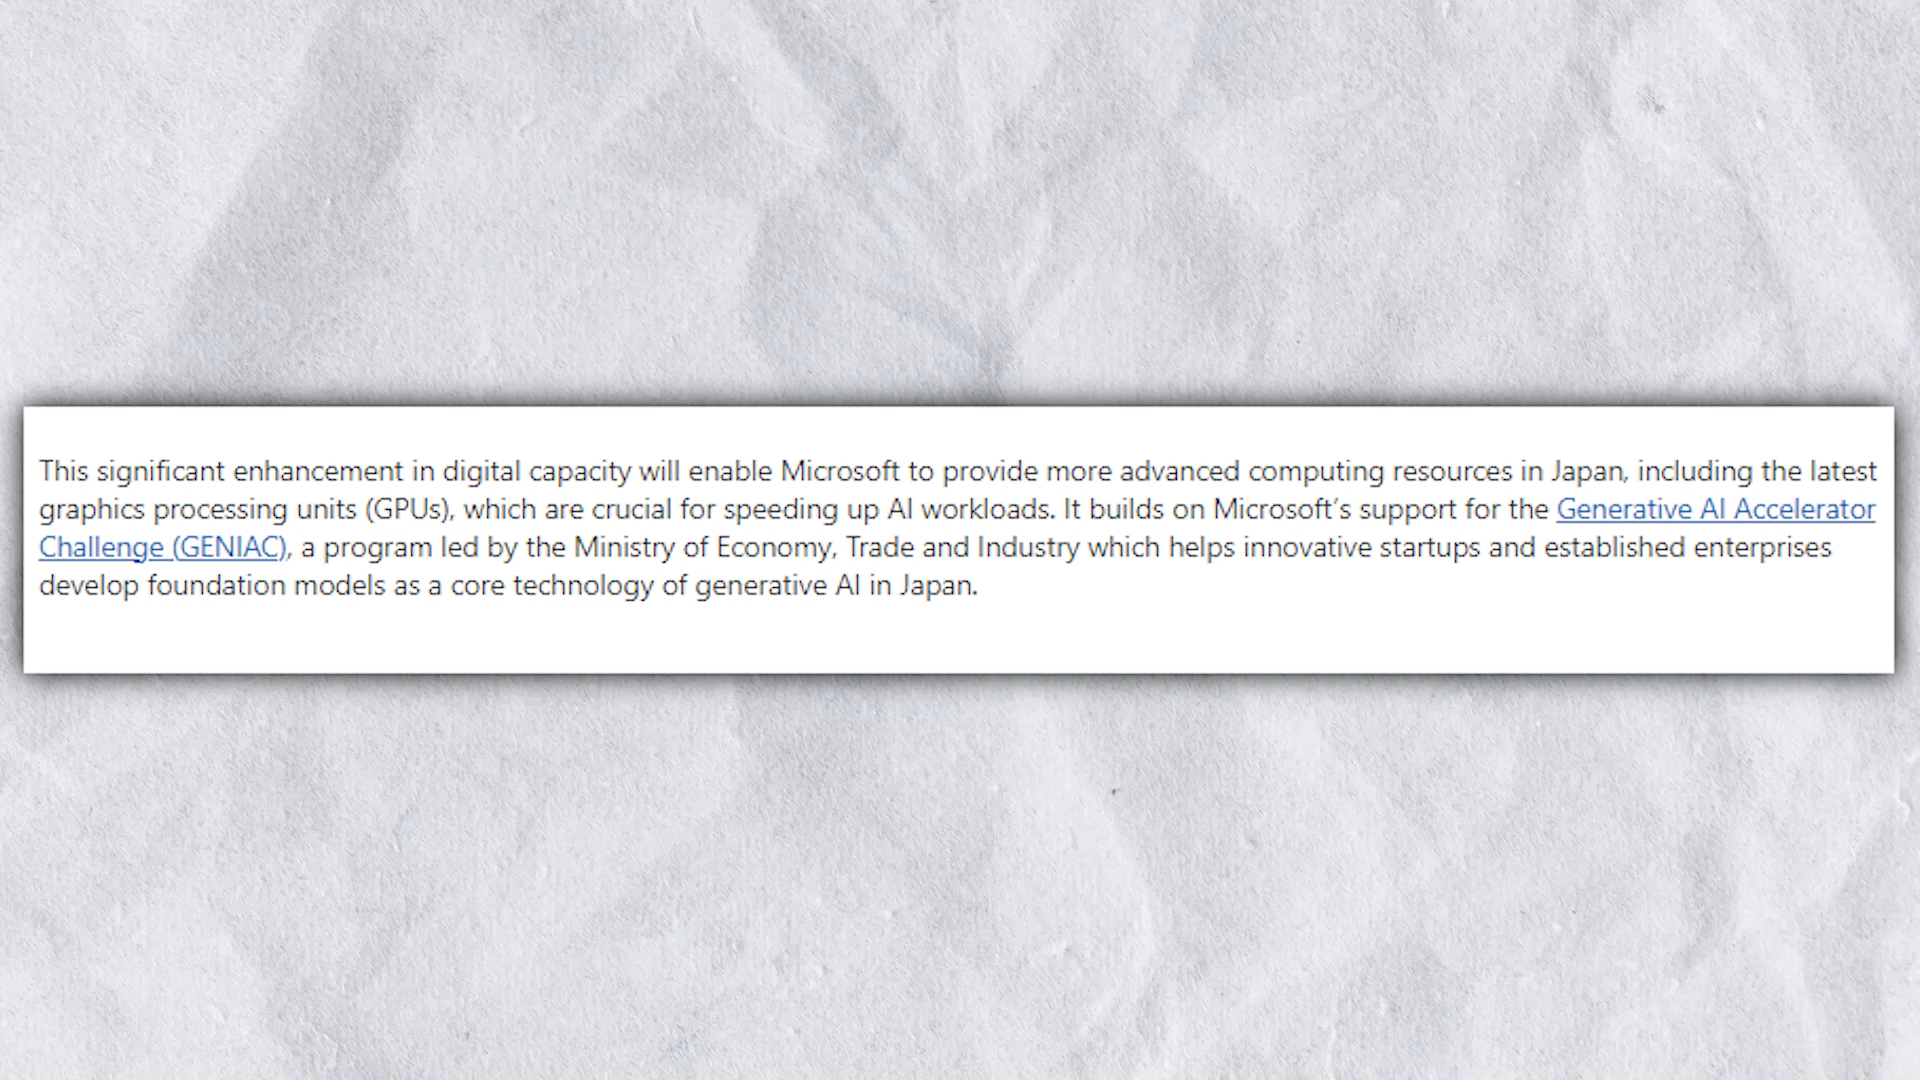 This significant enhancement in digital capacity will enable Microsoft to provide more advanced computing resources in Japan, including the latest
graphics processing units (GPUs), which are crucial for speeding up AI workloads. It builds on Microsoft’s support for the Generative AI Accelerator
Challenge (GENIAC), a program led by the Ministry of Economy, Trade and Industry which helps innovative startups and established enterprises
develop foundation models as a core technology of generative AI in Japan.